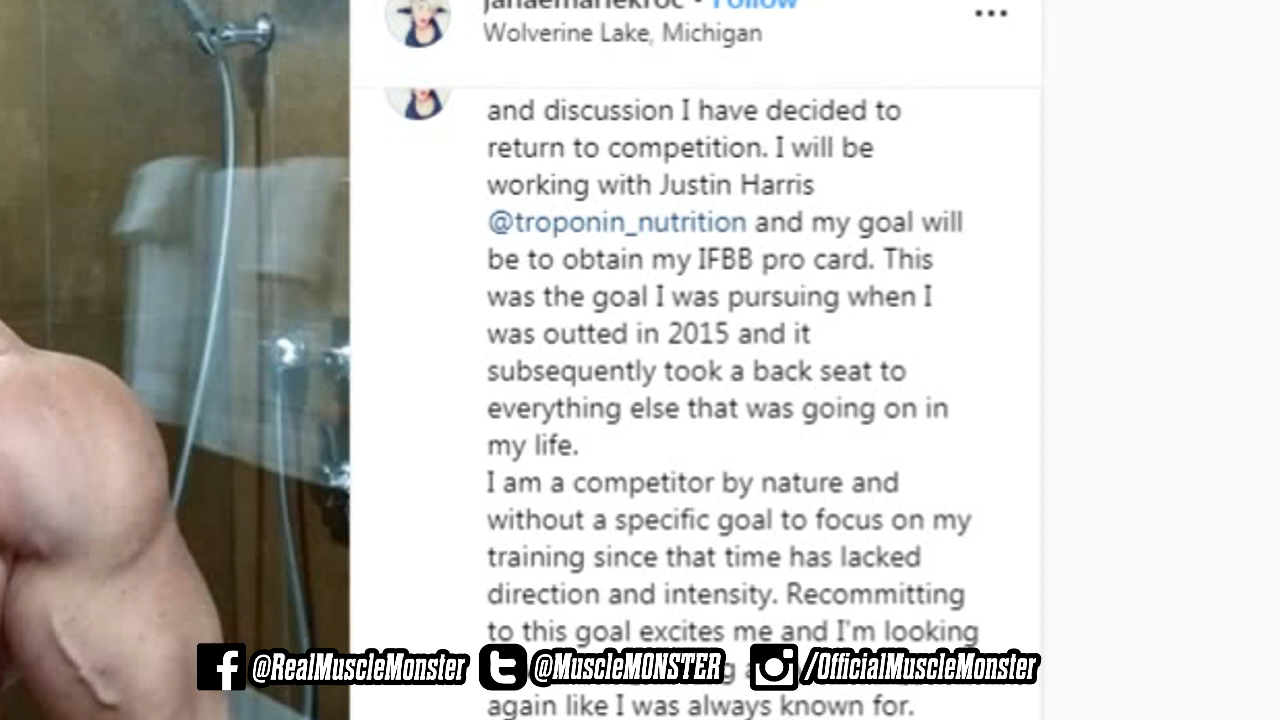 janaemariekroc • Follow
Wolverine Lake, Michigan
and discussion I have decided to
return to competition. I will be
working with Justin Harris
@troponin_nutrition and my goal will
be to obtain my IFBB pro card. This
was the goal I was pursuing when I
was outted in 2015 and it
subsequently took a back seat to
everything else that was going on in
my life.
I am a competitor by nature and
without a specific goal to focus on my
training since that time has lacked
direction and intensity. Recommitting
to this goal excites me and I'm looking
again like I was always known for.
@RealMuscleMonster @MuscleMONSTER /OfficialMuscleMonster